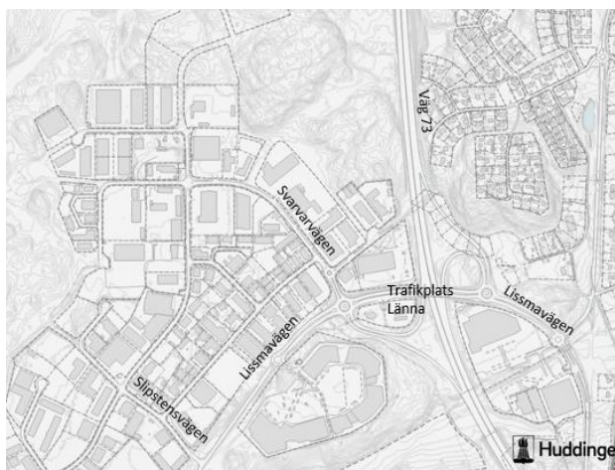 Väg 73
Svarvarvägen
Trafikplats
Länna
Lissmavägen
Lissmavägen
Slipstensvägen
Huddinge